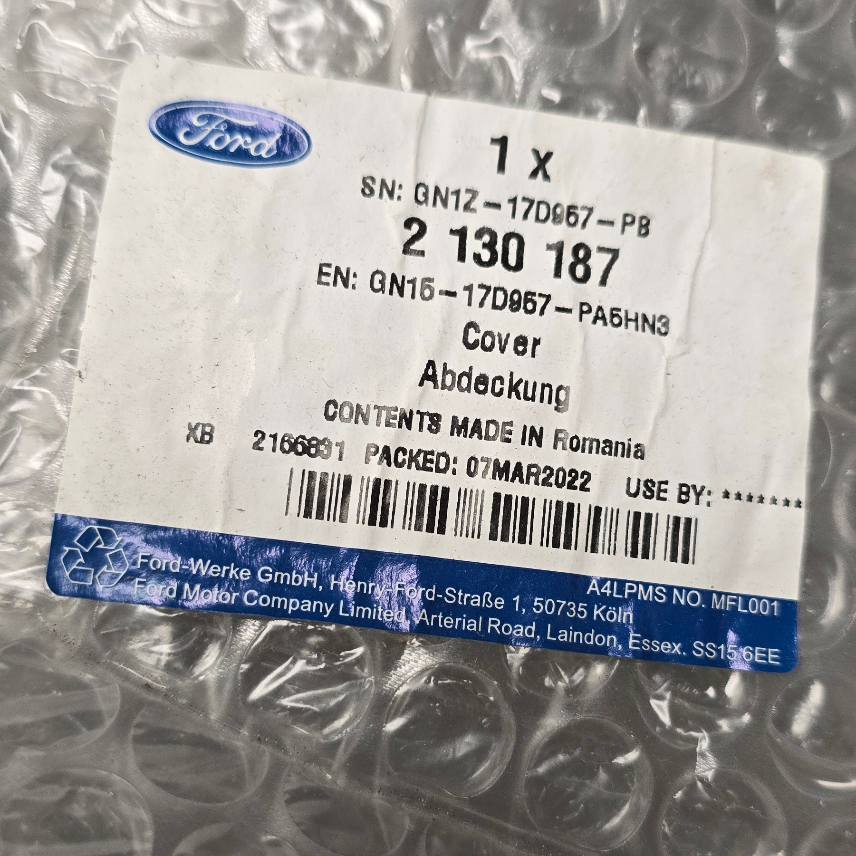 Ford
1 x
SN: GN1Z-17D957-PB
2 130 187
EN: GN15-17D957-PA5HN3
Cover
Abdeckung
CONTENTS MADE IN Romania
XB 2166831 PACKED: 07MAR2022 USE BY: *******
A4LPMS NO. MFL001
Ford-Werke GmbH, Henry-Ford-Straße 1, 50735 Köln
Ford Motor Company Limited, Arterial Road, Laindon, Essex. SS15 6EE